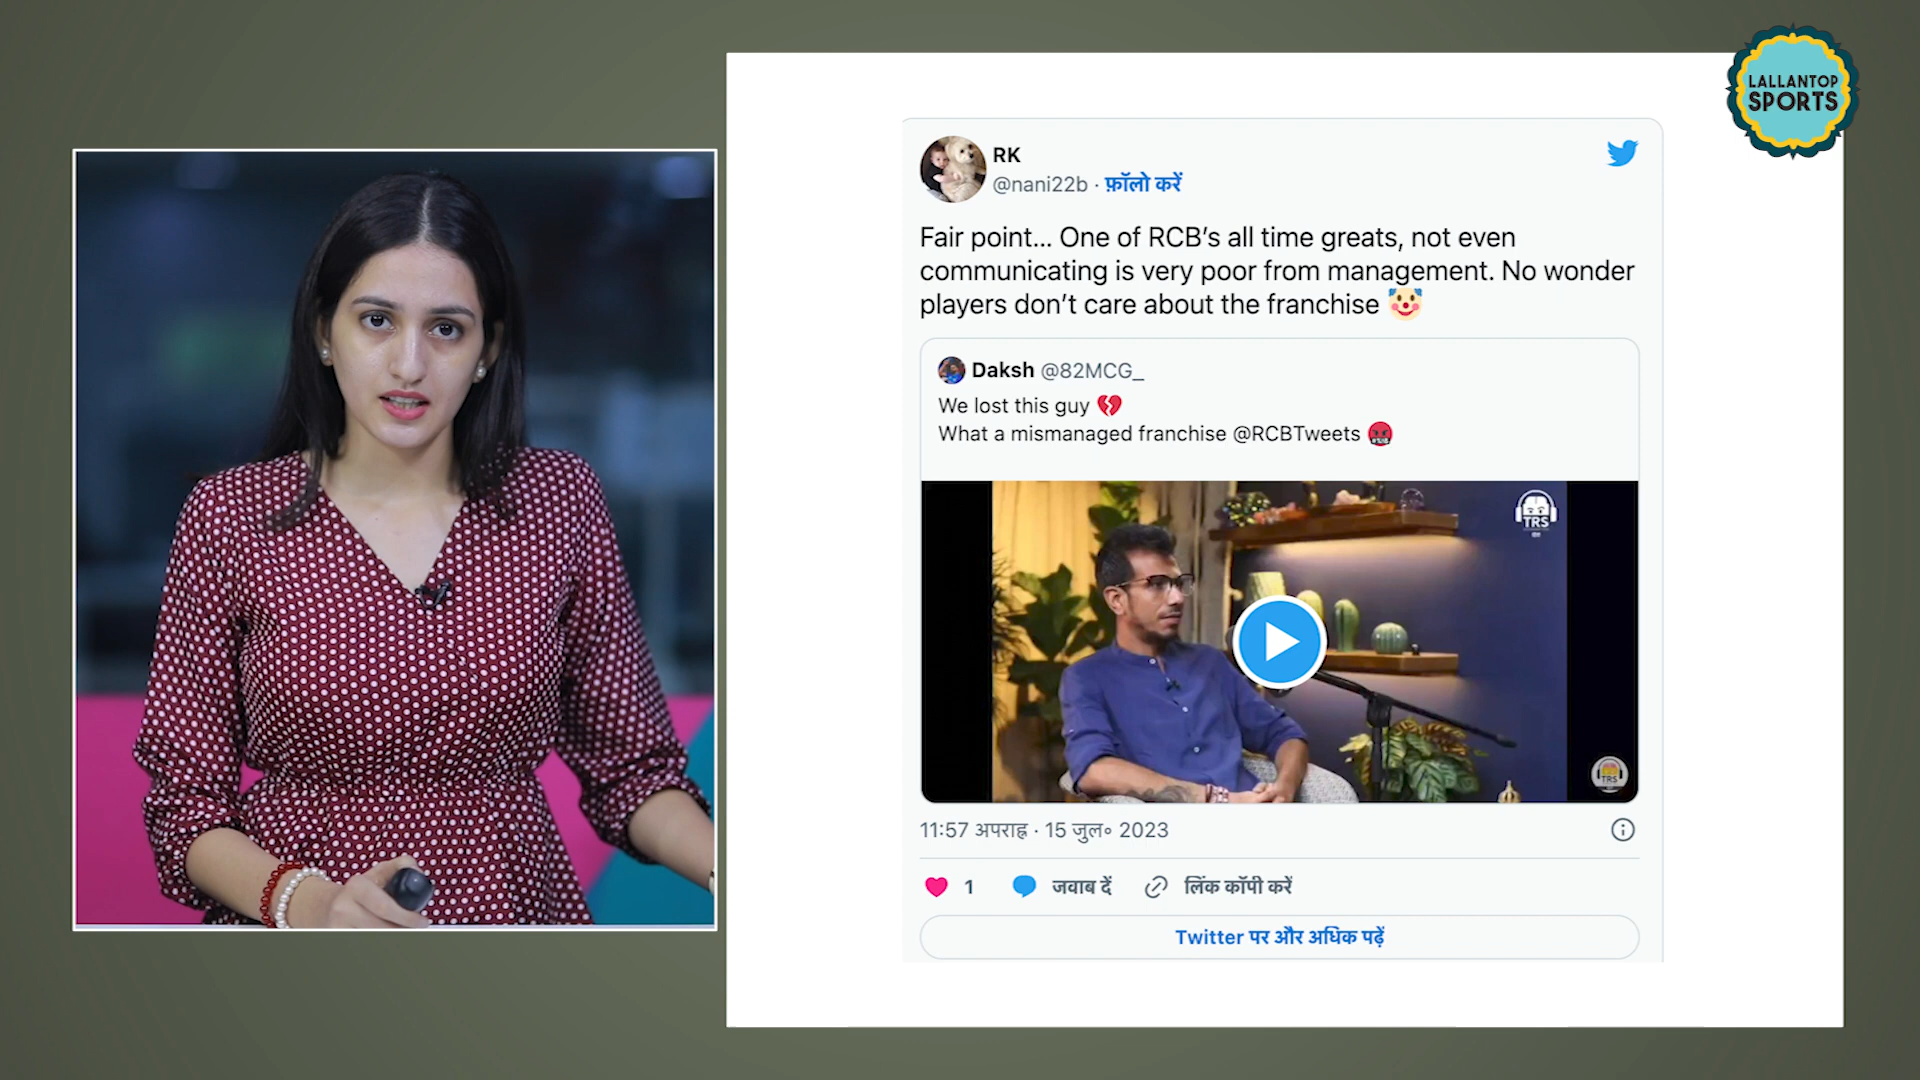 LALLANTOP
SPORTS
RK
@nani22b · फ़ॉलो करें
Fair point... One of RCB's all time greats, not even
communicating is very poor from management. No wonder
players don't care about the franchise 🤡
Daksh @82MCG_
We lost this guy 💔
What a mismanaged franchise @RCBTweets 🤬
TRS
TRS
11:57 अपराह्न · 15 जुल॰ 2023
1 जवाब दें लिंक कॉपी करें
Twitter पर और अधिक पढ़ें